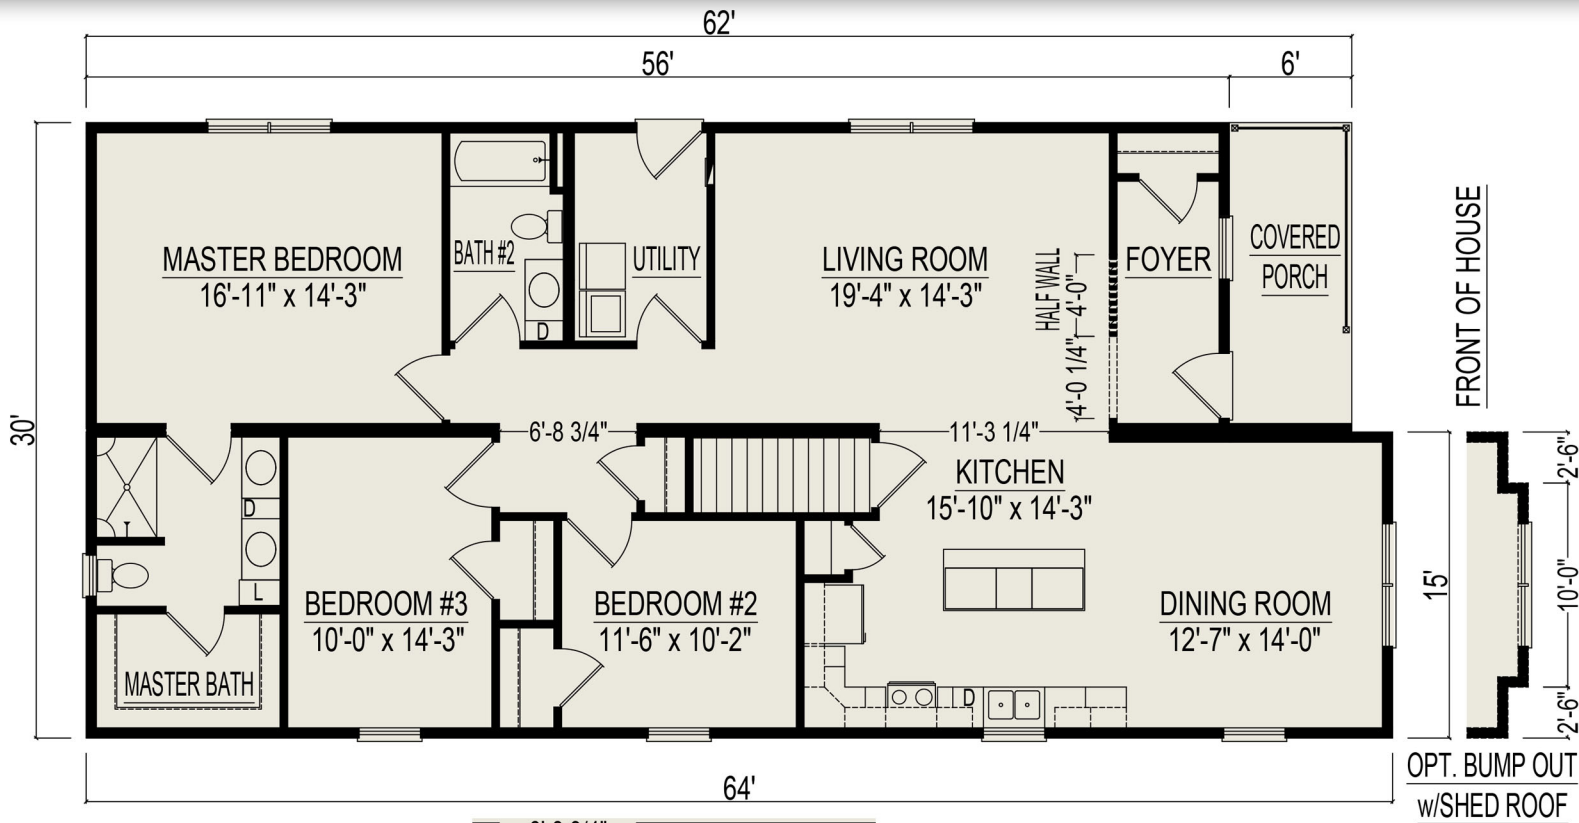 62'
56'
6'
30'
MASTER BEDROOM
16'-11" x 14'-3"
BATH #2
D
UTILITY
LIVING ROOM
19'-4" x 14'-3"
HALF WALL
4'-0"
4'-0 1/4"
FOYER
COVERED
PORCH
FRONT OF HOUSE
6'-8 3/4"
11'-3 1/4"
KITCHEN
15'-10" x 14'-3"
D
L
MASTER BATH
BEDROOM #3
10'-0" x 14'-3"
BEDROOM #2
11'-6" x 10'-2"
D
DINING ROOM
12'-7" x 14'-0"
15'
2'-6"
10'-0"
2'-6"
64'
OPT. BUMP OUT
w/SHED ROOF